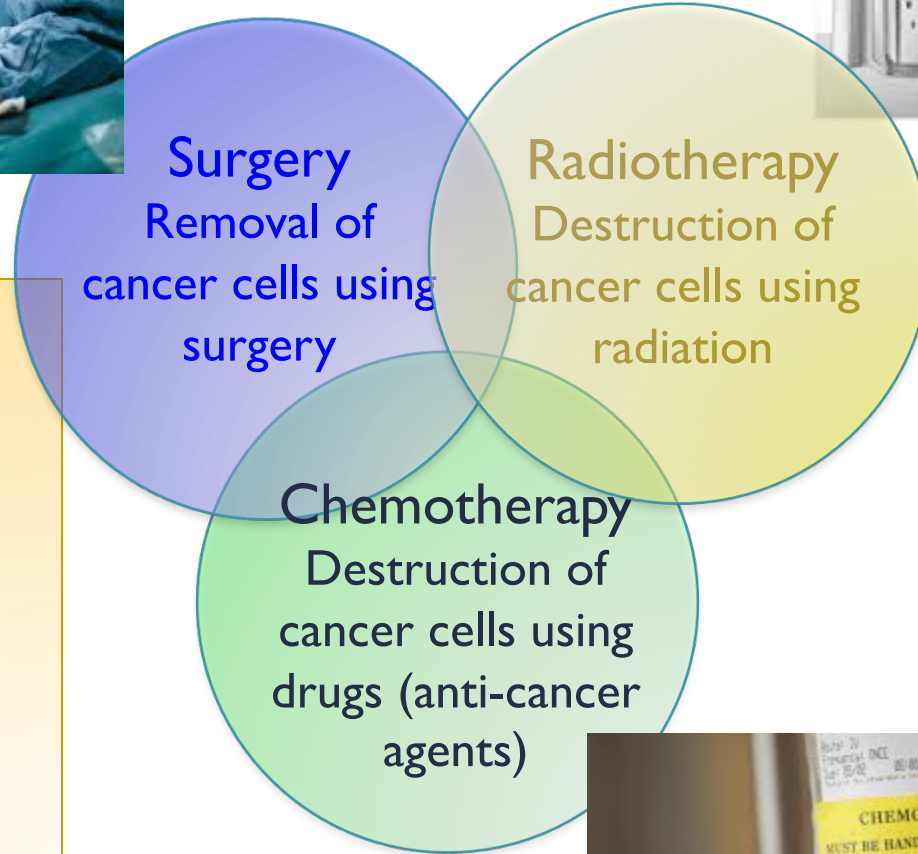 Surgery
Removal of
cancer cells using
surgery
Radiotherapy
Destruction of
cancer cells using
radiation
Chemotherapy
Destruction of
cancer cells using
drugs (anti-cancer
agents)
ONCE
CHEMO
MUST BE HAND